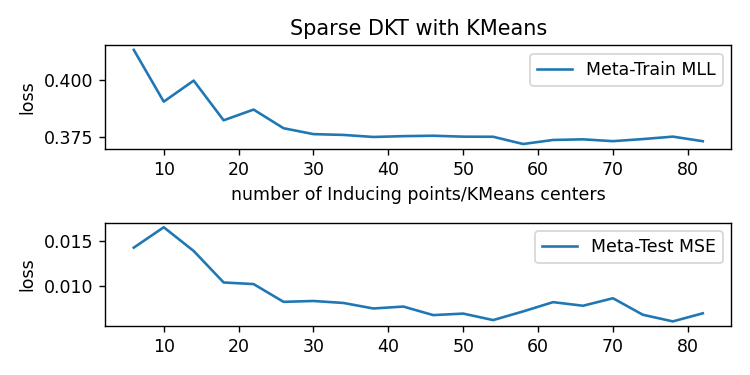 Sparse DKT with KMeans
loss
0.400
0.375
Meta-Train MLL
10 20 30 40 50 60 70 80
number of Inducing points/KMeans centers
loss
0.015
0.010
Meta-Test MSE
10 20 30 40 50 60 70 80